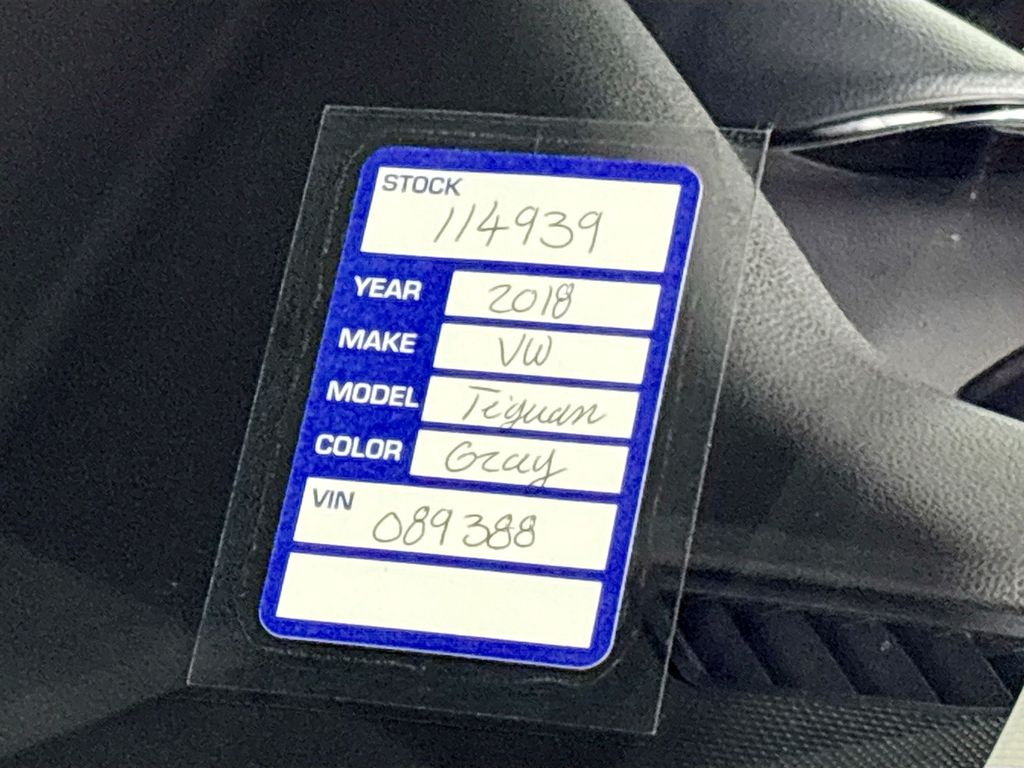 STOCK
114939
YEAR 2018
MAKE VW
MODEL Tiguan
COLOR Gray
VIN
089388